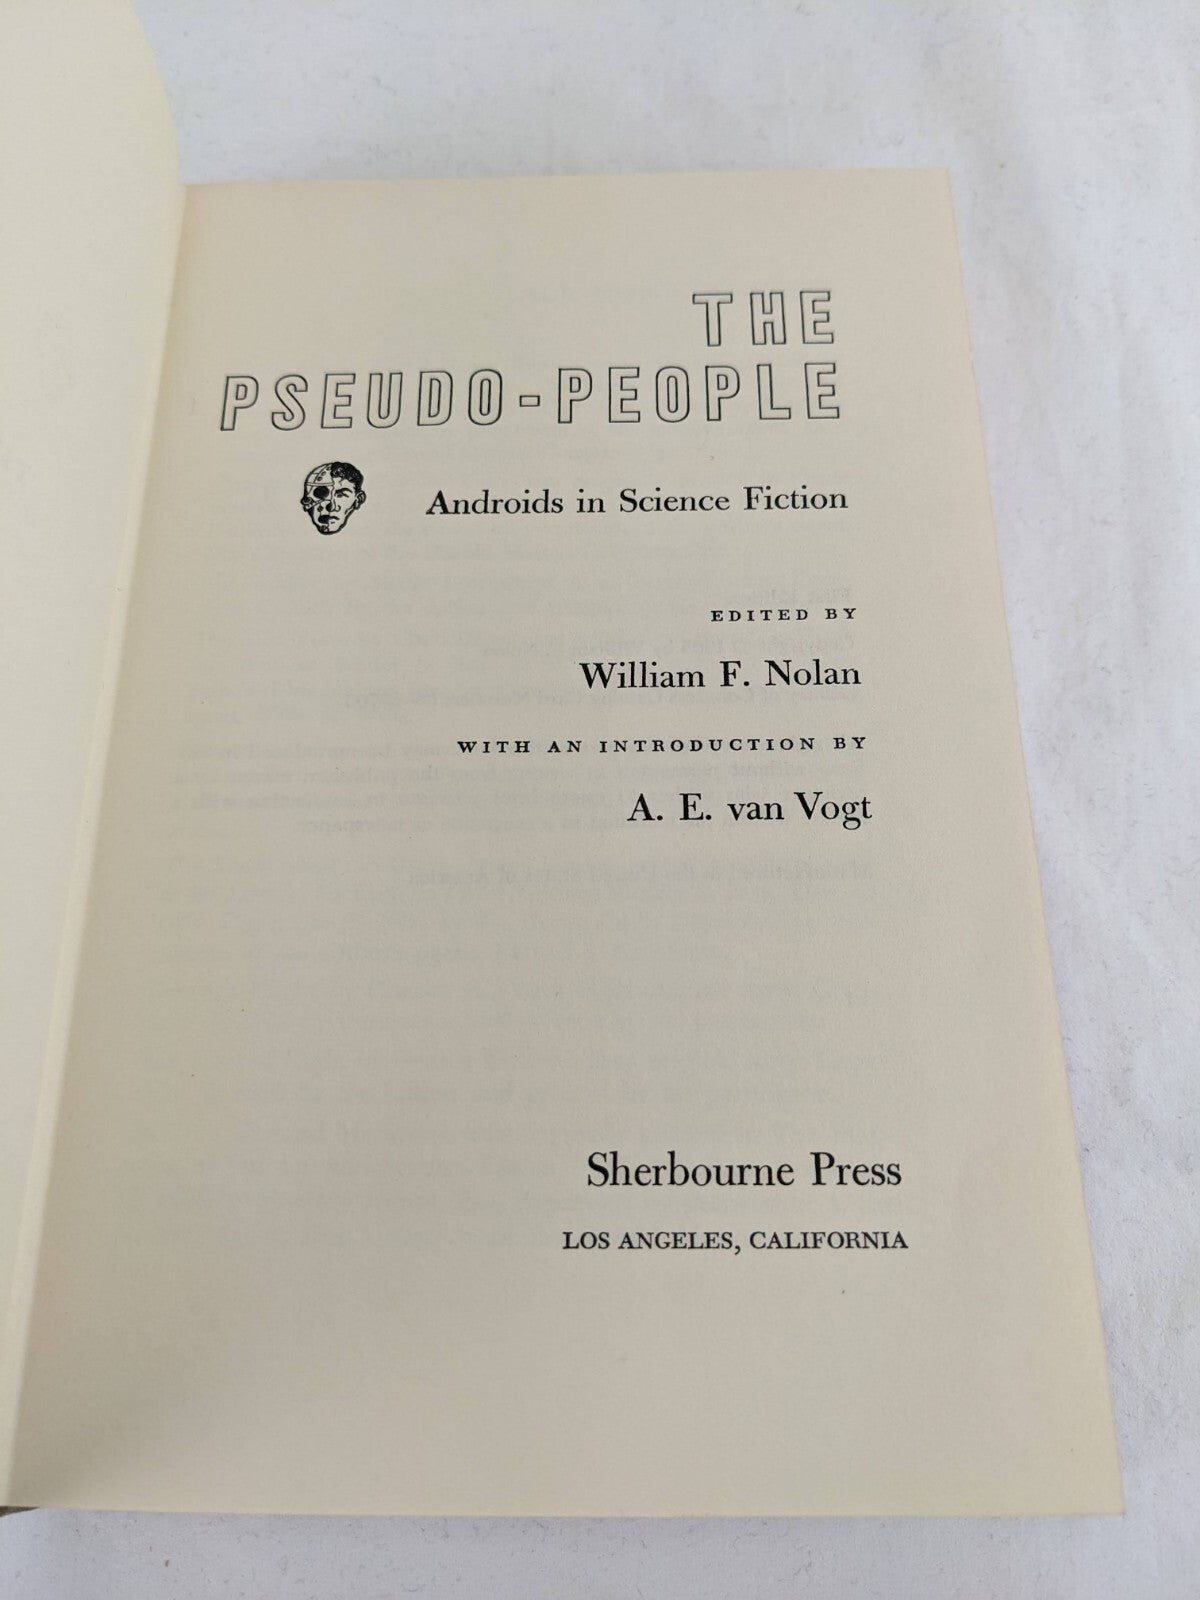 THE
PSEUDO-PEOPLE
Androids in Science Fiction
EDITED BY
William F. Nolan
WITH AN INTRODUCTION BY
A. E. van Vogt
Sherbourne Press
LOS ANGELES, CALIFORNIA